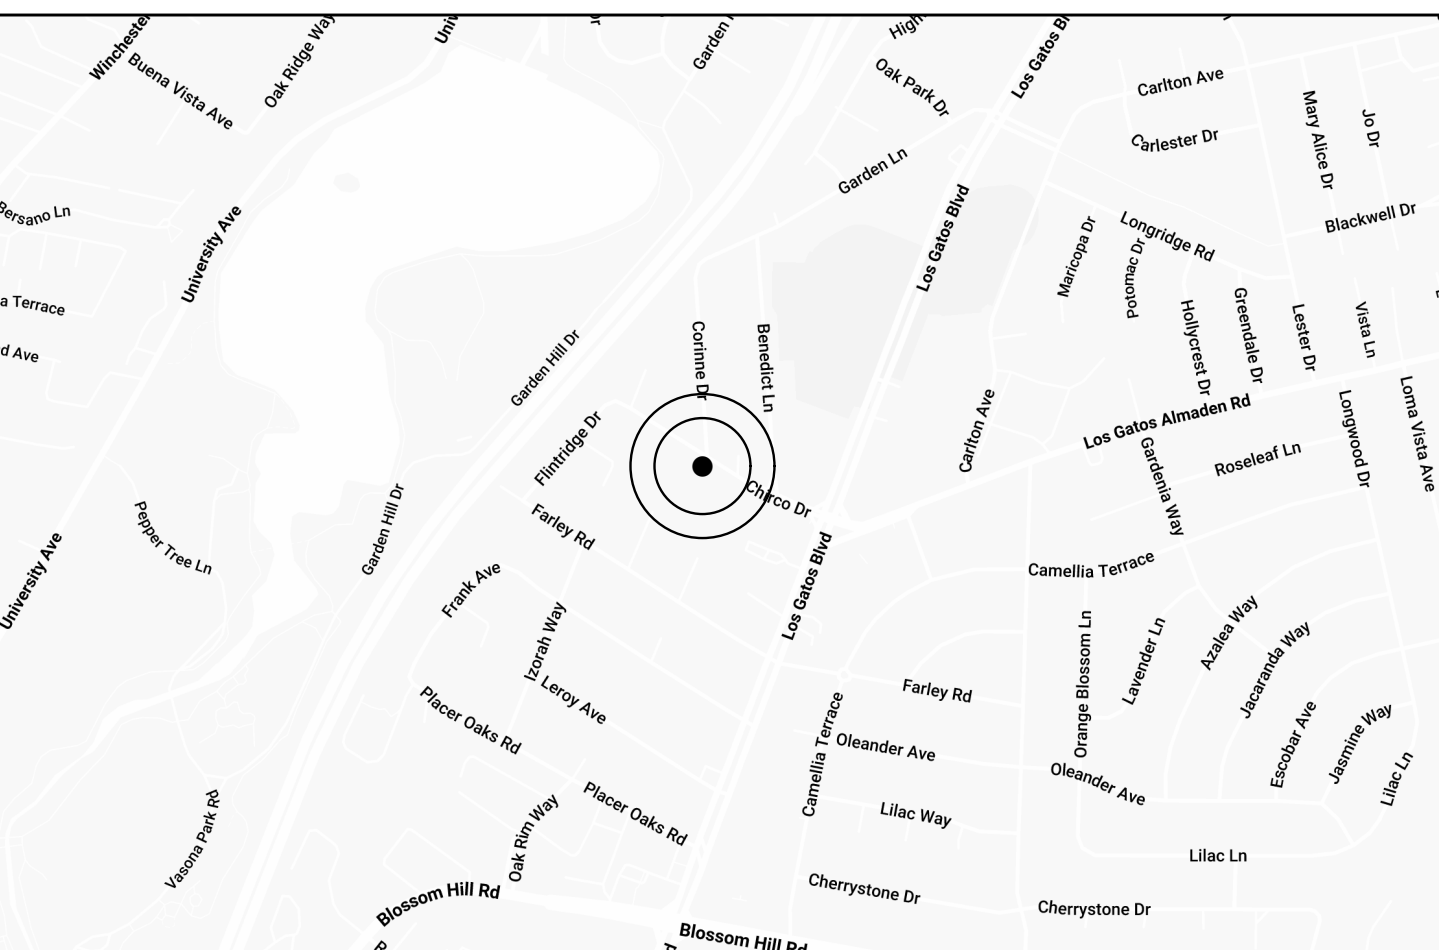 Winchester
Buena Vista Ave
Oak Ridge Way
Garden
High
Oak Park Dr
Los Gatos
Carlton Ave
Carlester Dr
Mary Alice Dr
Jo Dr
Garden Ln
Bersano Ln
University Ave
Los Gatos Blvd
Maricopa Dr
Longridge Rd
Potomac Dr
Blackwell Dr
a Terrace
d Ave
Garden Hill Dr
Corinne Dr
Benedict Ln
Hollycrest Dr
Greendale Dr
Lester Dr
Vista Ln
Flintridge Dr
Carlton Ave
Los Gatos Almaden Rd
Longwood Dr
Loma Vista Ave
Gardenia Way
Roseleaf Ln
Chirco Dr
Garden Hill Dr
Pepper Tree Ln
Farley Rd
University Ave
Frank Ave
Los Gatos Blvd
Camellia Terrace
Izorah Way
Orange Blossom Ln
Lavender Ln
Azalea Way
Jacaranda Way
Leroy Ave
Farley Rd
Placer Oaks Rd
Camellia Terrace
Oleander Ave
Escobar Ave
Jasmine Way
Lilac Ln
Oleander Ave
Vasona Park Rd
Oak Rim Way
Placer Oaks Rd
Lilac Way
Lilac Ln
Blossom Hill Rd
Cherrystone Dr
Cherrystone Dr
Blossom Hill Rd